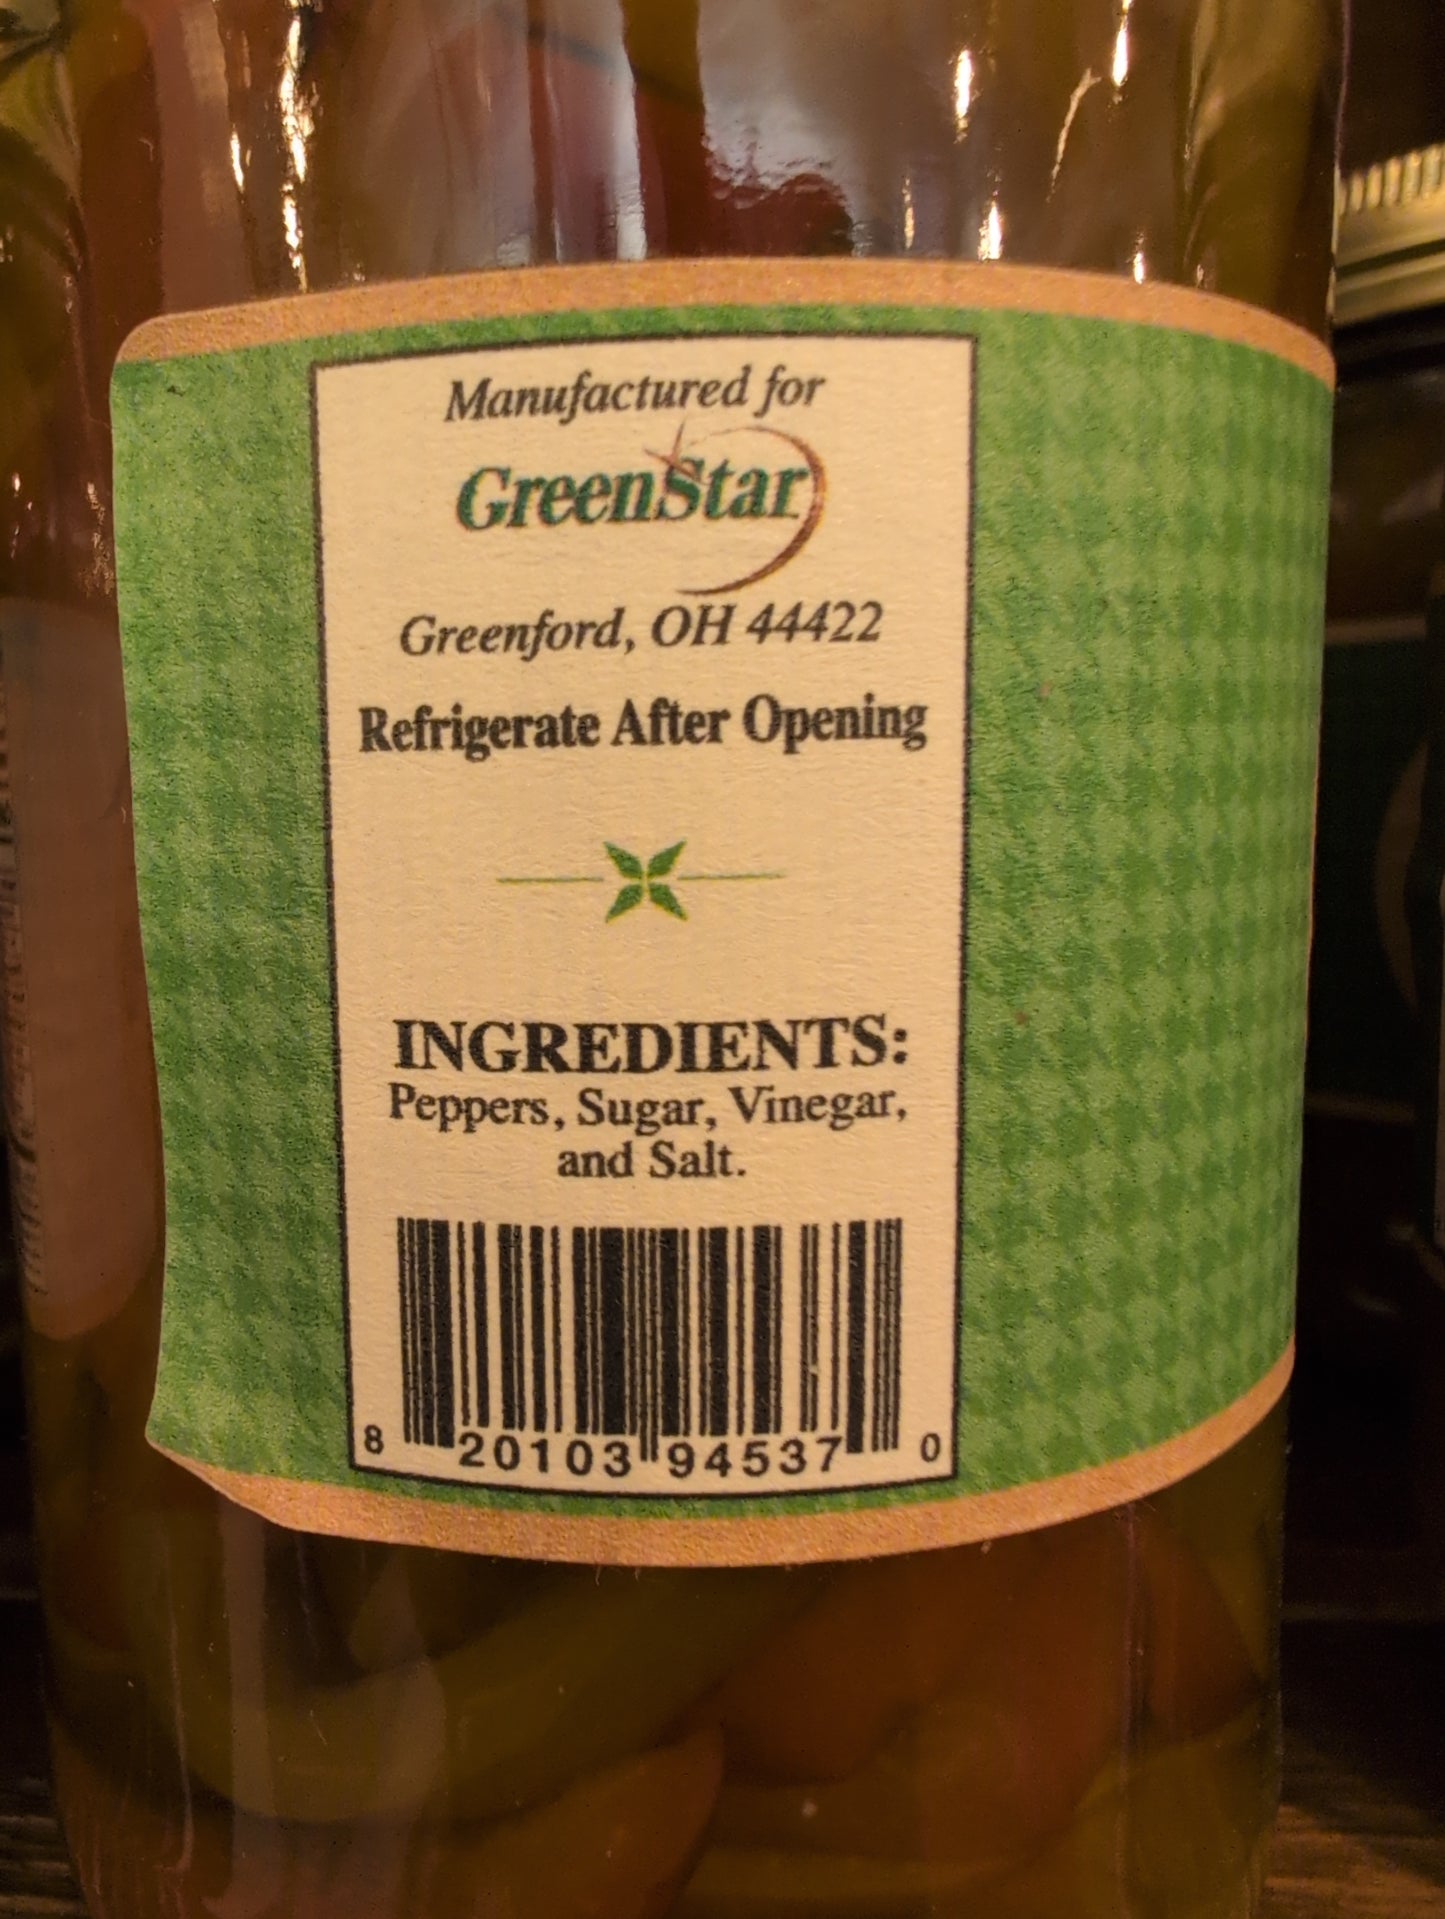 Manufactured for
GreenStar
Greenford, OH 44422
Refrigerate After Opening
INGREDIENTS:
Peppers, Sugar, Vinegar,
and Salt.
8 20103 94537 0